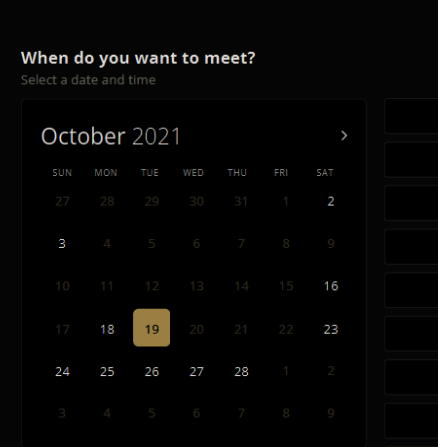 When do you want to meet?
Select a date and time
October 2021
SUN MON TUE WED THU FRI SAT
27 28 29 30 31 1 2
3 4 5 6 7 8 9
10 11 12 13 14 15 16
17 18 19 20 21 22 23
24 25 26 27 28 1 2
3 4 5 6 7 8 9